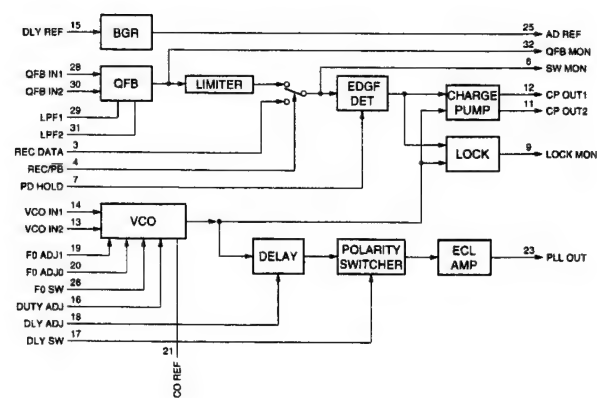 DLY REF 15
BGR
25 AD REF
32 QFB MON
6 SW MON
QFB IN1 28
QFB IN2 30
QFB
LIMITER
EDGF DET
CHARGE PUMP
12 CP OUT1
11 CP OUT2
LPF1 29
LPF2 31
REC DATA 3
REC/PB 4
PD HOLD 7
LOCK
9 LOCK MON
VCO IN1 14
VCO IN2 13
VCO
F0 ADJ1 19
F0 ADJ0 20
F0 SW 26
DUTY ADJ 16
DLY ADJ 18
DLY SW 17
DELAY
POLARITY SWITCHER
ECL AMP
23 PLL OUT
21
CO REF